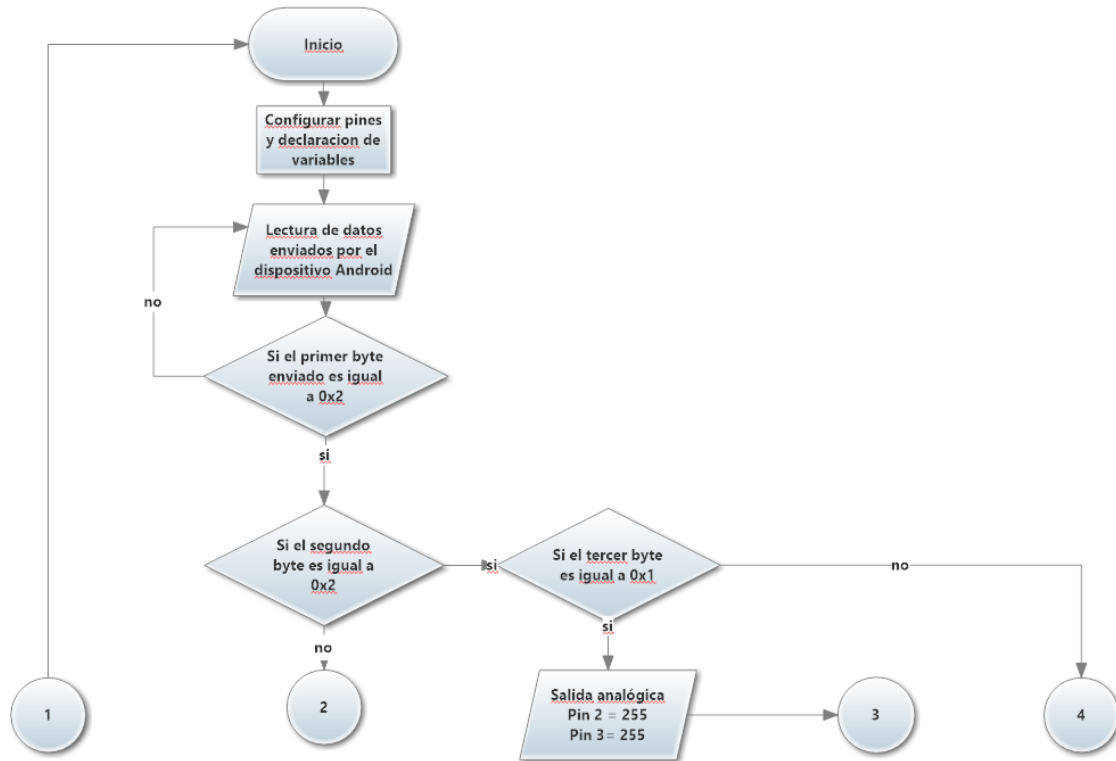 Inicio
Configurar pines
y declaracion de
variables
Lectura de datos
enviados por el
dispositivo Android
no
Si el primer byte
enviado es igual
a 0x2
si
Si el segundo
byte es igual a
0x2
si
Si el tercer byte
es igual a 0x1
no
no
si
Salida analógica
Pin 2 = 255
Pin 3= 255
1
2
3
4